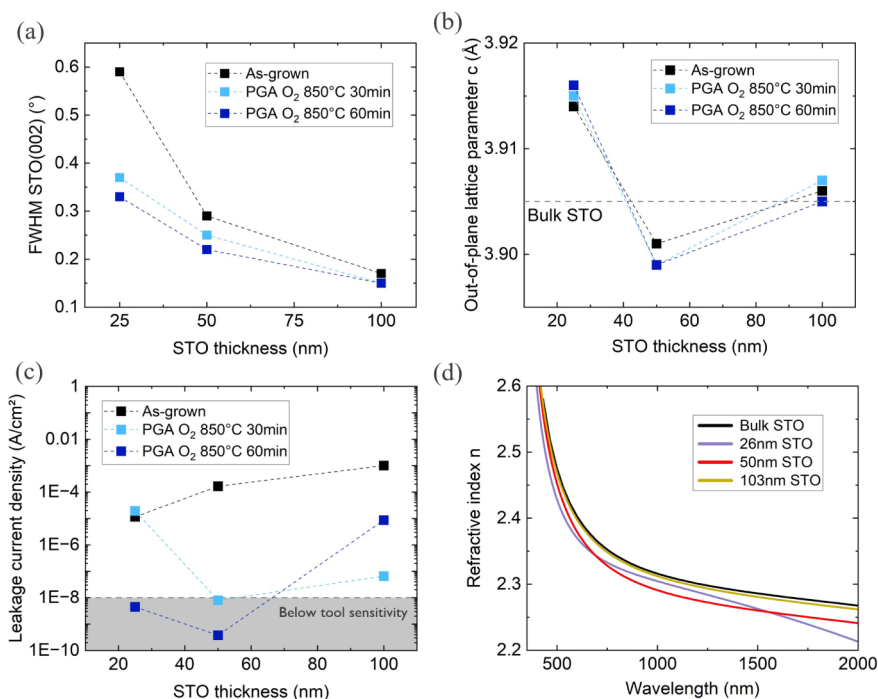 (a)
FWHM STO(002) (°)
0.6
0.5
0.4
0.3
0.2
0.1
As-grown
PGA O₂ 850°C 30min
PGA O₂ 850°C 60min
25
50
75
100
STO thickness (nm)
(b)
Out-of-plane lattice parameter c (Å)
3.92
3.91
3.90
As-grown
PGA O₂ 850°C 30min
PGA O₂ 850°C 60min
Bulk STO
20
40
60
80
100
STO thickness (nm)
(c)
Leakage current density (A/cm²)
1
0.01
1E−4
1E−6
1E−8
1E−10
As-grown
PGA O₂ 850°C 30min
PGA O₂ 850°C 60min
Below tool sensitivity
20
40
60
80
100
STO thickness (nm)
(d)
Refractive index n
2.6
2.5
2.4
2.3
2.2
Bulk STO
26nm STO
50nm STO
103nm STO
500
1000
1500
2000
Wavelength (nm)